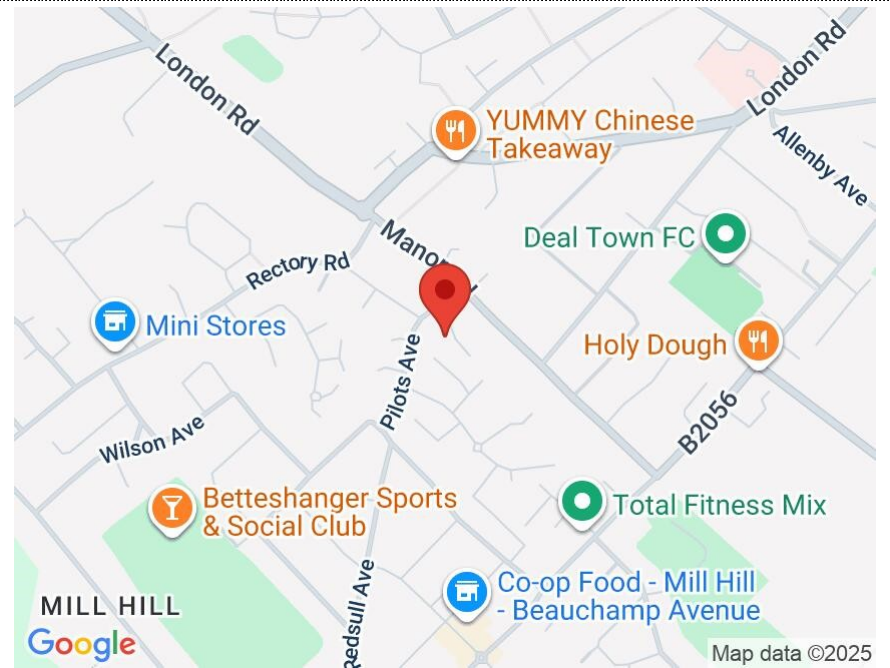 London Rd
London Rd
YUMMY Chinese
Takeaway
Allenby Ave
Deal Town FC
Rectory Rd
Mini Stores
Holy Dough
Pilots Ave
B2056
Wilson Ave
Betteshanger Sports
& Social Club
Total Fitness Mix
Co-op Food - Mill Hill
- Beauchamp Avenue
Redsull Ave
MILL HILL
Google
Map data ©2025